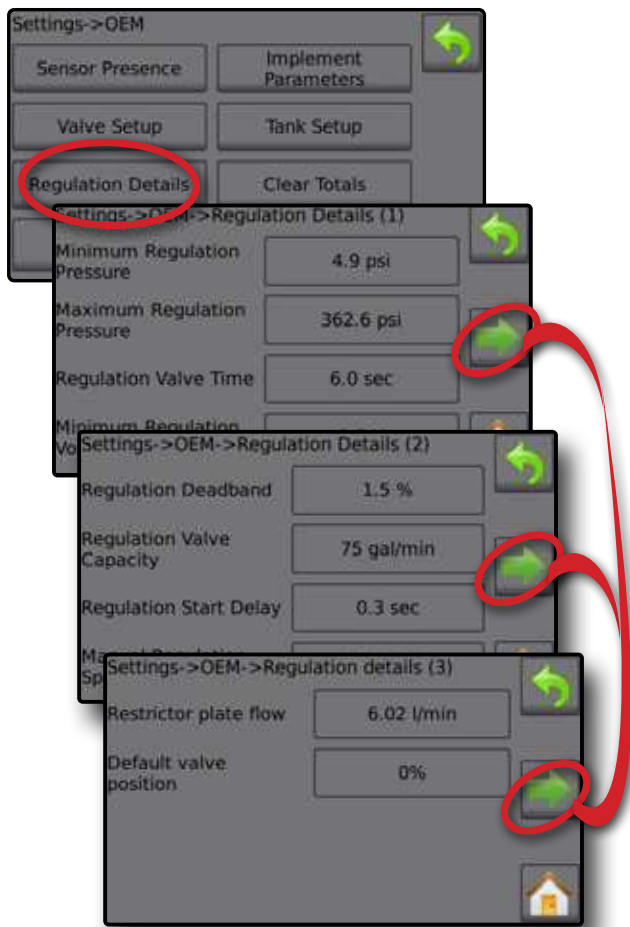 Settings->OEM
Sensor Presence
Implement
Parameters
Valve Setup
Tank Setup
Regulation Details
Clear Totals
Settings->OEM->Regulation Details (1)
Minimum Regulation
Pressure
4.9 psi
Maximum Regulation
Pressure
362.6 psi
Regulation Valve Time
6.0 sec
Minimum Regulation
Settings->OEM->Regulation Details (2)
Regulation Deadband
1.5 %
Regulation Valve
Capacity
75 gal/min
Regulation Start Delay
0.3 sec
Settings->OEM->Regulation details (3)
Restrictor plate flow
6.02 l/min
Default valve
position
0%